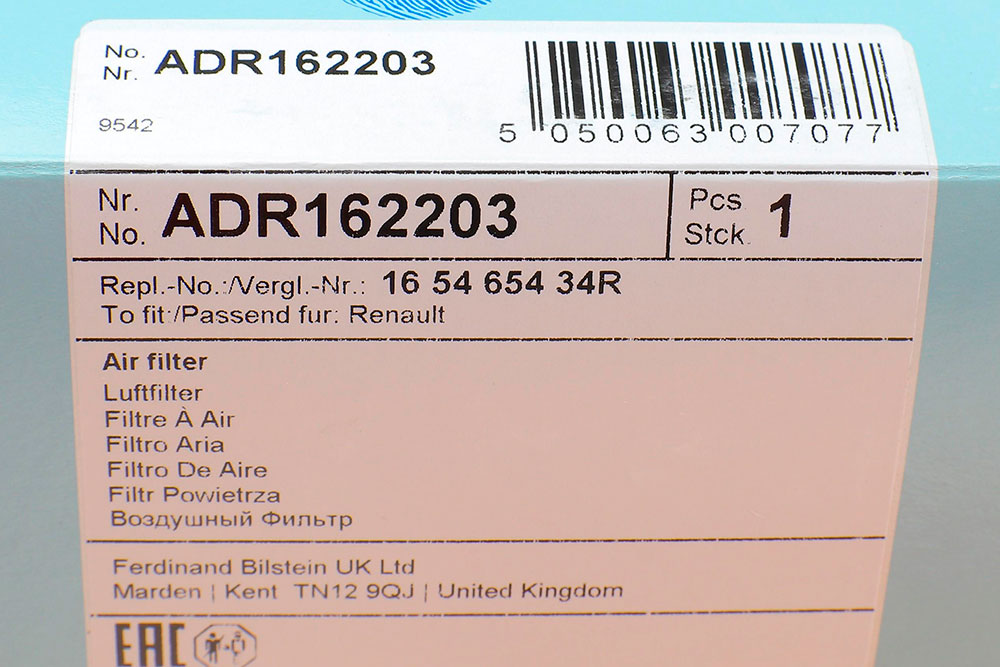 No.
Nr. ADR162203
9542
5 050063 007077
Nr.
No. ADR162203
Pcs
Stck 1
Repl.-No.:/Vergl.-Nr.: 16 54 654 34R
To fit:/Passend fur: Renault
Air filter
Luftfilter
Filtre À Air
Filtro Aria
Filtro De Aire
Filtr Powietrza
Воздушный Фильтр
Ferdinand Bilstein UK Ltd
Marden | Kent TN12 9QJ | United Kingdom
EAC